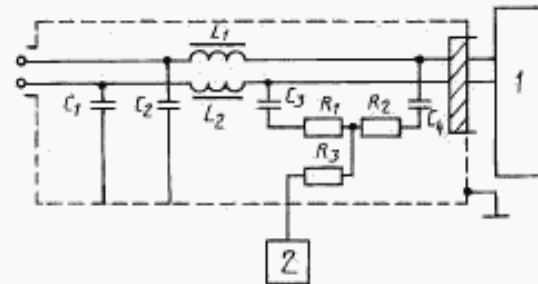 L₁
1
C₁
C₂
L₂
C₃
R₁
R₂
C₄
R₃
2